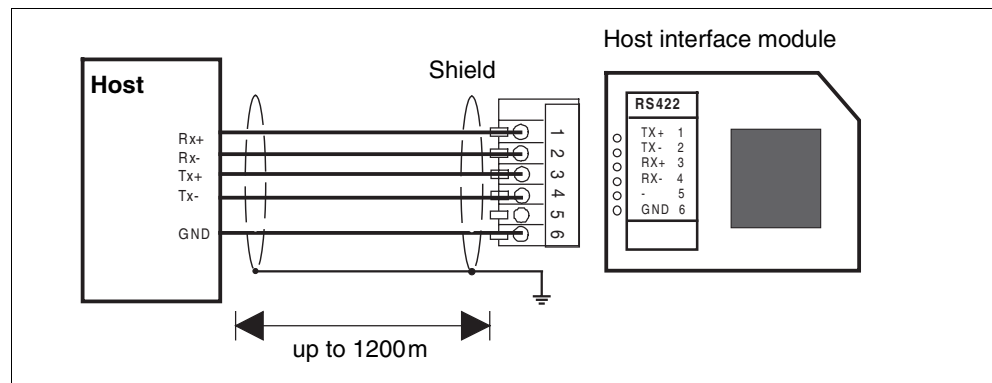 Host interface module
Shield
Host
Rx+
Rx-
Tx+
Tx-
GND
1
2
3
4
5
6
RS422
TX+ 1
TX- 2
RX+ 3
RX- 4
- 5
GND 6
up to 1200m